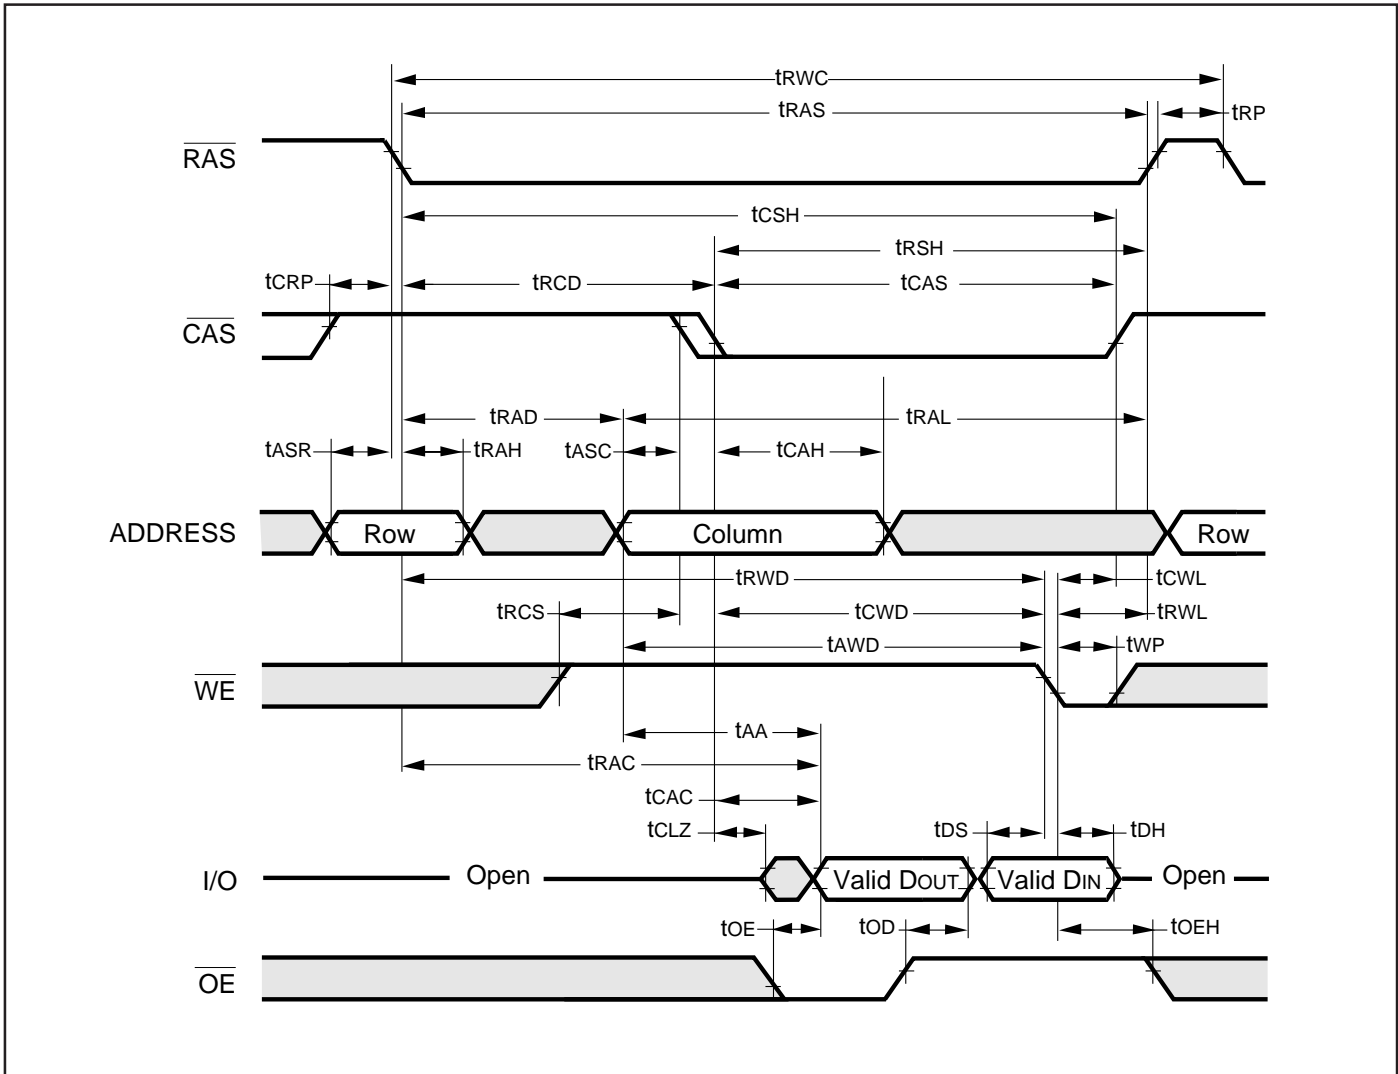 tRWC
tRAS
tRP
RAS
tCSH
tRSH
tCRP
tRCD
tCAS
CAS
tRAD
tRAL
tASR
tRAH
tASC
tCAH
ADDRESS
Row
Column
Row
tRWD
tCWL
tRCS
tCWD
tRWL
tAWD
tWP
WE
tAA
tRAC
tCAC
tCLZ
tDS
tDH
I/O
Open
Valid DOUT
Valid DIN
Open
tOE
tOD
tOEH
OE